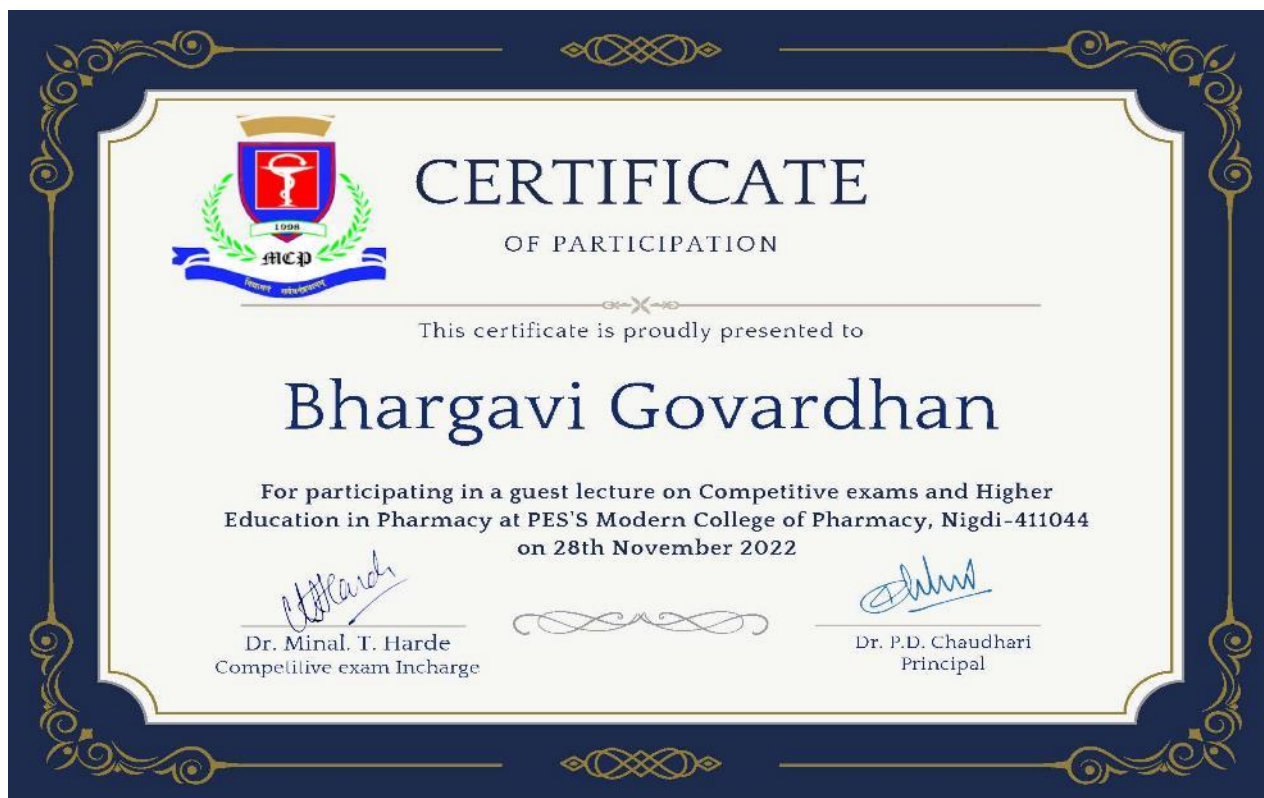 CERTIFICATE
OF PARTICIPATION
1998
MCP
This certificate is proudly presented to
Bhargavi Govardhan
For participating in a guest lecture on Competitive exams and Higher
Education in Pharmacy at PES'S Modern College of Pharmacy, Nigdi-411044
on 28th November 2022
Dr. Minal. T. Harde
Competitive exam Incharge
Dr. P.D. Chaudhari
Principal